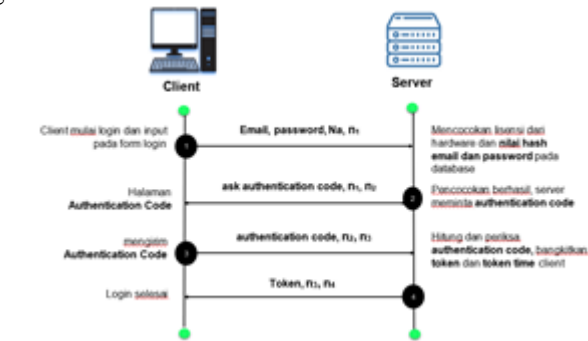 Client
Server
Client mulai login dan input
pada form login
1
Email, password, Na, n₁
Mencocokan lisensi dari
hardware dan nilai hash
email dan password pada
database
Halaman
Authentication Code
ask authentication code, n₁, n₂
2
Pencocokan berhasil, server
meminta authentication code
mengirim
Authentication Code
3
authentication code, n₂, n₃
Hitung dan periksa
authentication code, bangkitkan
token dan token time client
Login selesai
Token, n₃, n₄
4